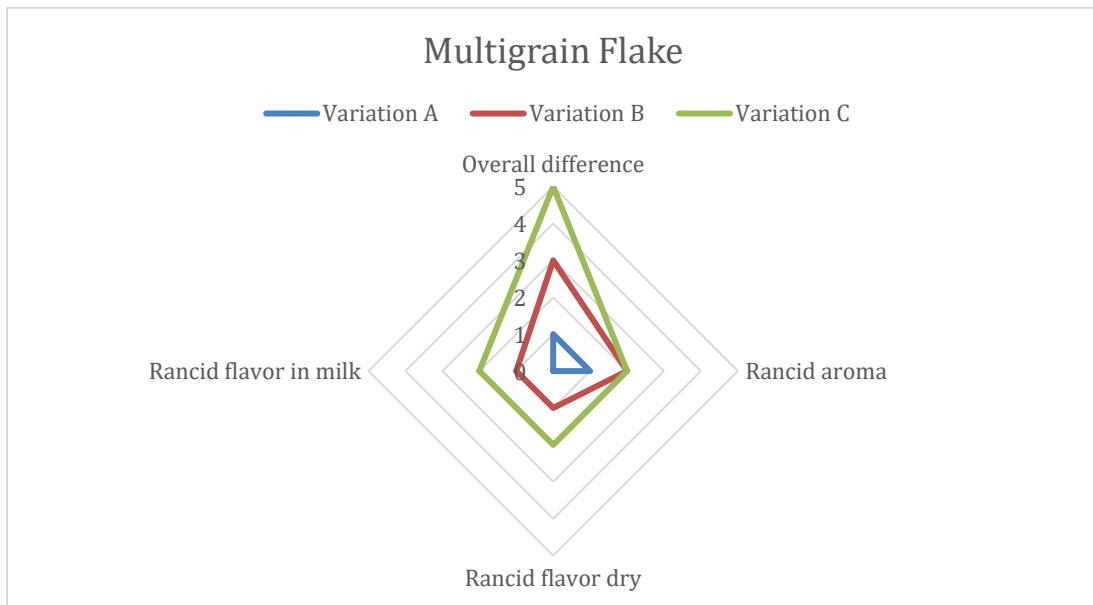 Multigrain Flake
Variation A Variation B Variation C
Overall difference
5
4
3
2
1
0
Rancid flavor in milk
Rancid aroma
Rancid flavor dry